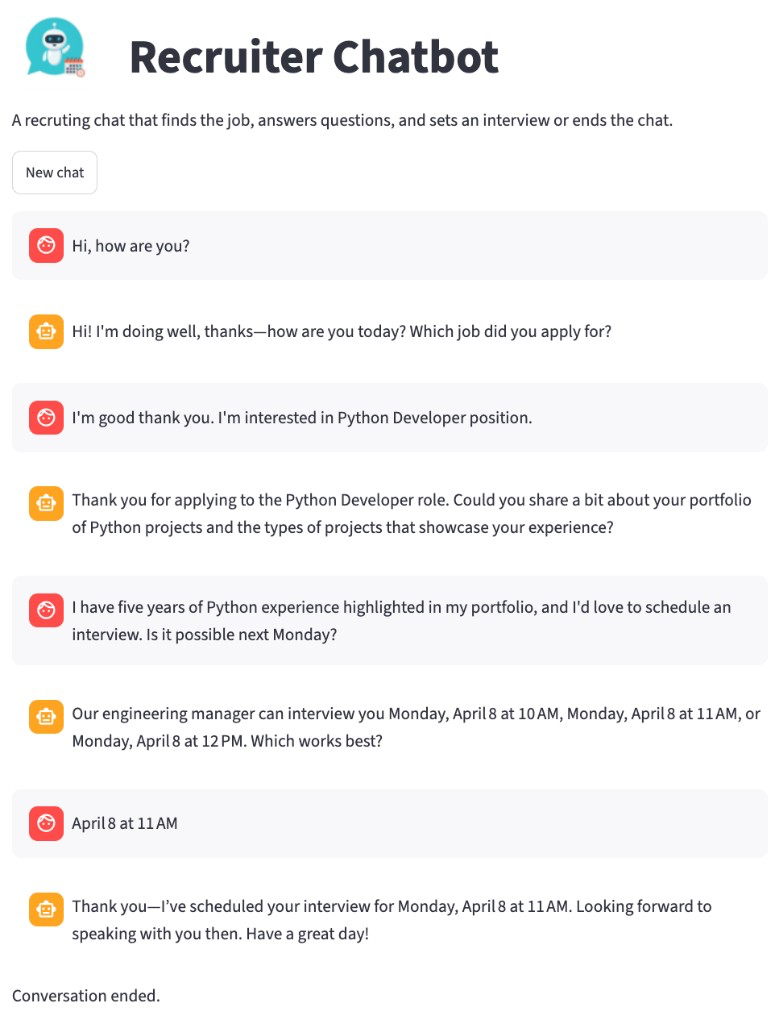 Recruiter Chatbot
A recruting chat that finds the job, answers questions, and sets an interview or ends the chat.
New chat
Hi, how are you?
Hi! I'm doing well, thanks—how are you today? Which job did you apply for?
I'm good thank you. I'm interested in Python Developer position.
Thank you for applying to the Python Developer role. Could you share a bit about your portfolio
of Python projects and the types of projects that showcase your experience?
I have five years of Python experience highlighted in my portfolio, and I'd love to schedule an
interview. Is it possible next Monday?
Our engineering manager can interview you Monday, April 8 at 10 AM, Monday, April 8 at 11 AM, or
Monday, April 8 at 12 PM. Which works best?
April 8 at 11 AM
Thank you—I’ve scheduled your interview for Monday, April 8 at 11 AM. Looking forward to
speaking with you then. Have a great day!
Conversation ended.